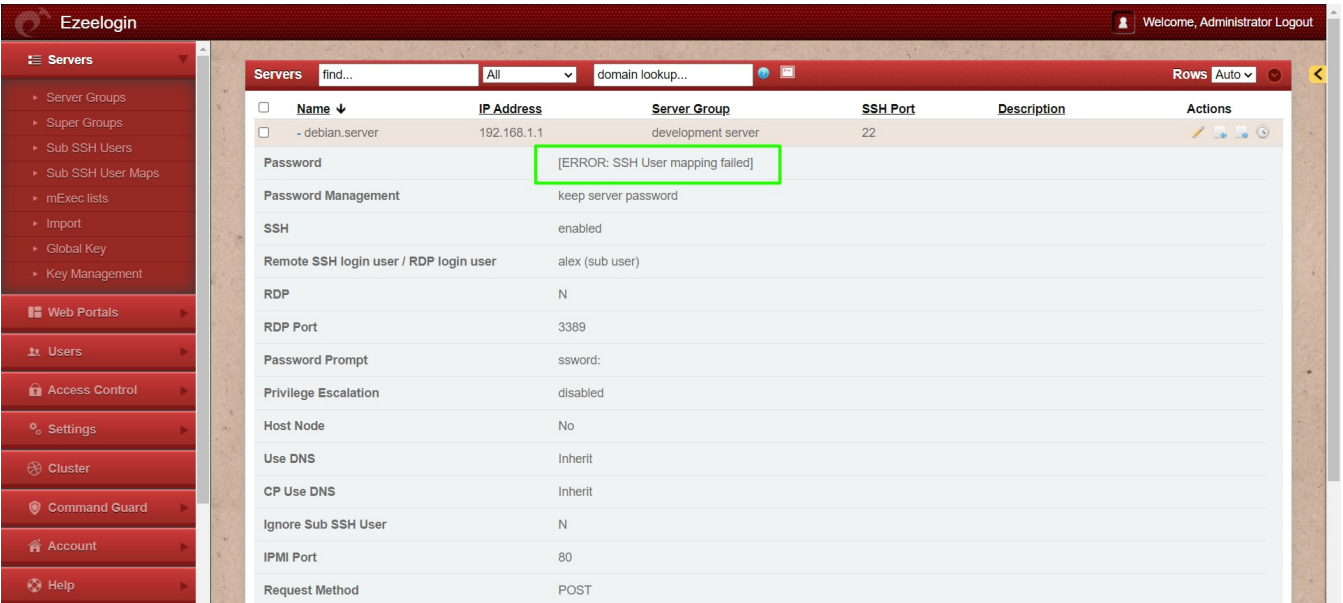 Ezeelogin
Welcome, Administrator Logout
Servers
Server Groups
Super Groups
Sub SSH Users
Sub SSH User Maps
mExec lists
Import
Global Key
Key Management
Web Portals
Users
Access Control
Settings
Cluster
Command Guard
Account
Help
Servers find... All domain lookup... Rows Auto
Name IP Address Server Group SSH Port Description Actions
- debian.server 192.168.1.1 development server 22
Password [ERROR: SSH User mapping failed]
Password Management keep server password
SSH enabled
Remote SSH login user / RDP login user alex (sub user)
RDP N
RDP Port 3389
Password Prompt ssword:
Privilege Escalation disabled
Host Node No
Use DNS Inherit
CP Use DNS Inherit
Ignore Sub SSH User N
IPMI Port 80
Request Method POST